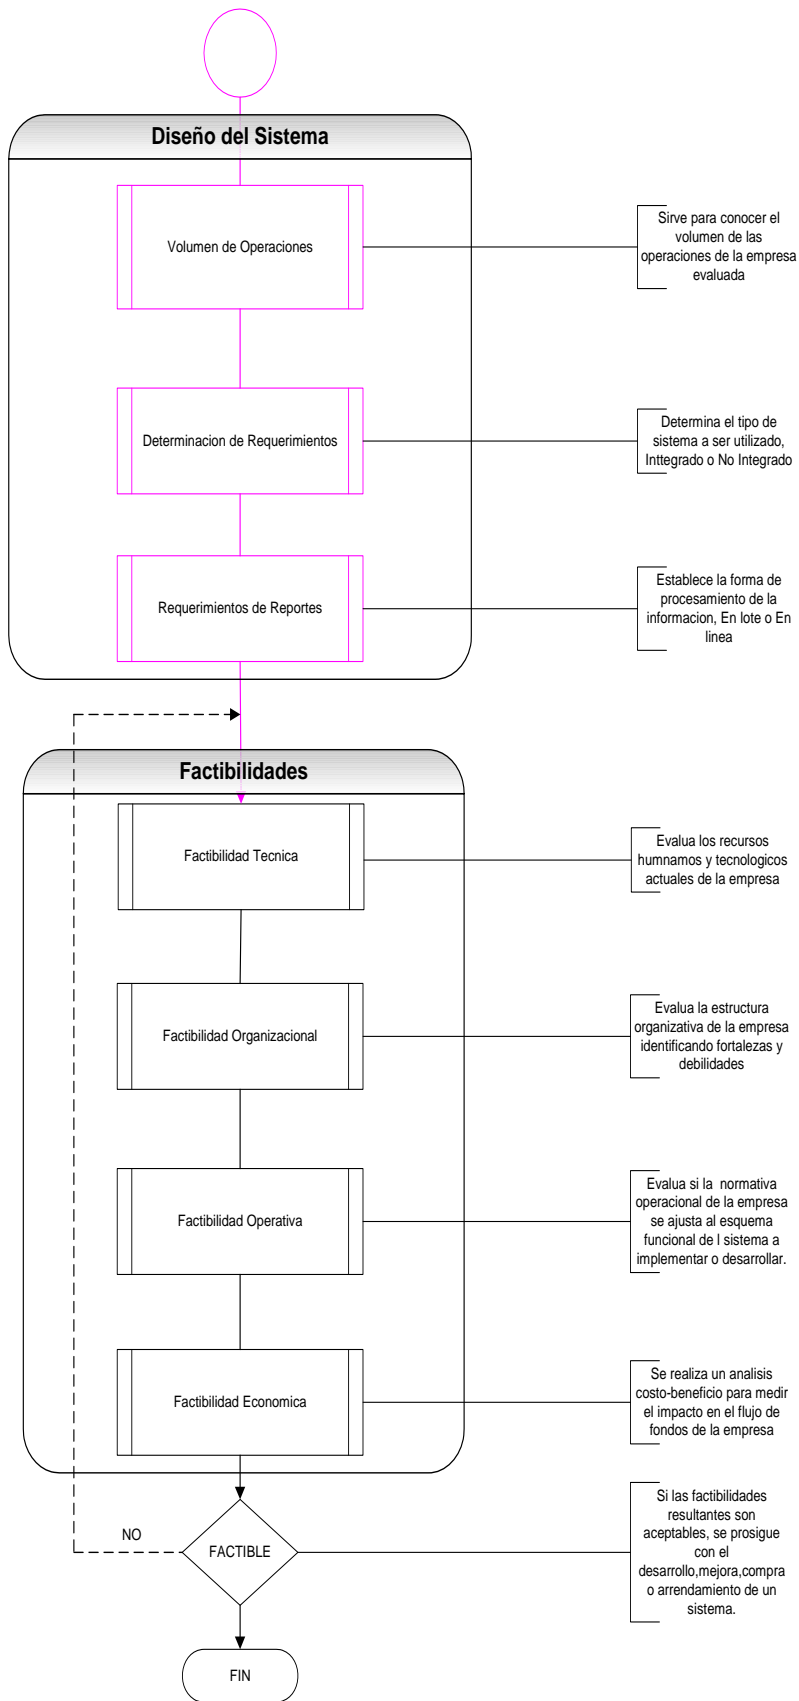 Diseño del Sistema
Volumen de Operaciones
Sirve para conocer el
volumen de las
operaciones de la empresa
evaluada
Determinacion de Requerimientos
Determina el tipo de
sistema a ser utilizado,
Inttegrado o No Integrado
Requerimientos de Reportes
Establece la forma de
procesamiento de la
informacion, En lote o En
linea
Factibilidades
Factibilidad Tecnica
Evalua los recursos
humnamos y tecnologicos
actuales de la empresa
Factibilidad Organizacional
Evalua la estructura
organizativa de la empresa
identificando fortalezas y
debilidades
Factibilidad Operativa
Evalua si la  normativa
operacional de la empresa
se ajusta al esquema
funcional de l sistema a
implementar o desarrollar.
Factibilidad Economica
Se realiza un analisis
costo-beneficio para medir
el impacto en el flujo de
fondos de la empresa
NO
FACTIBLE
Si las factibilidades
resultantes son
aceptables, se prosigue
con el
desarrollo,mejora,compra
o arrendamiento de un
sistema.
FIN